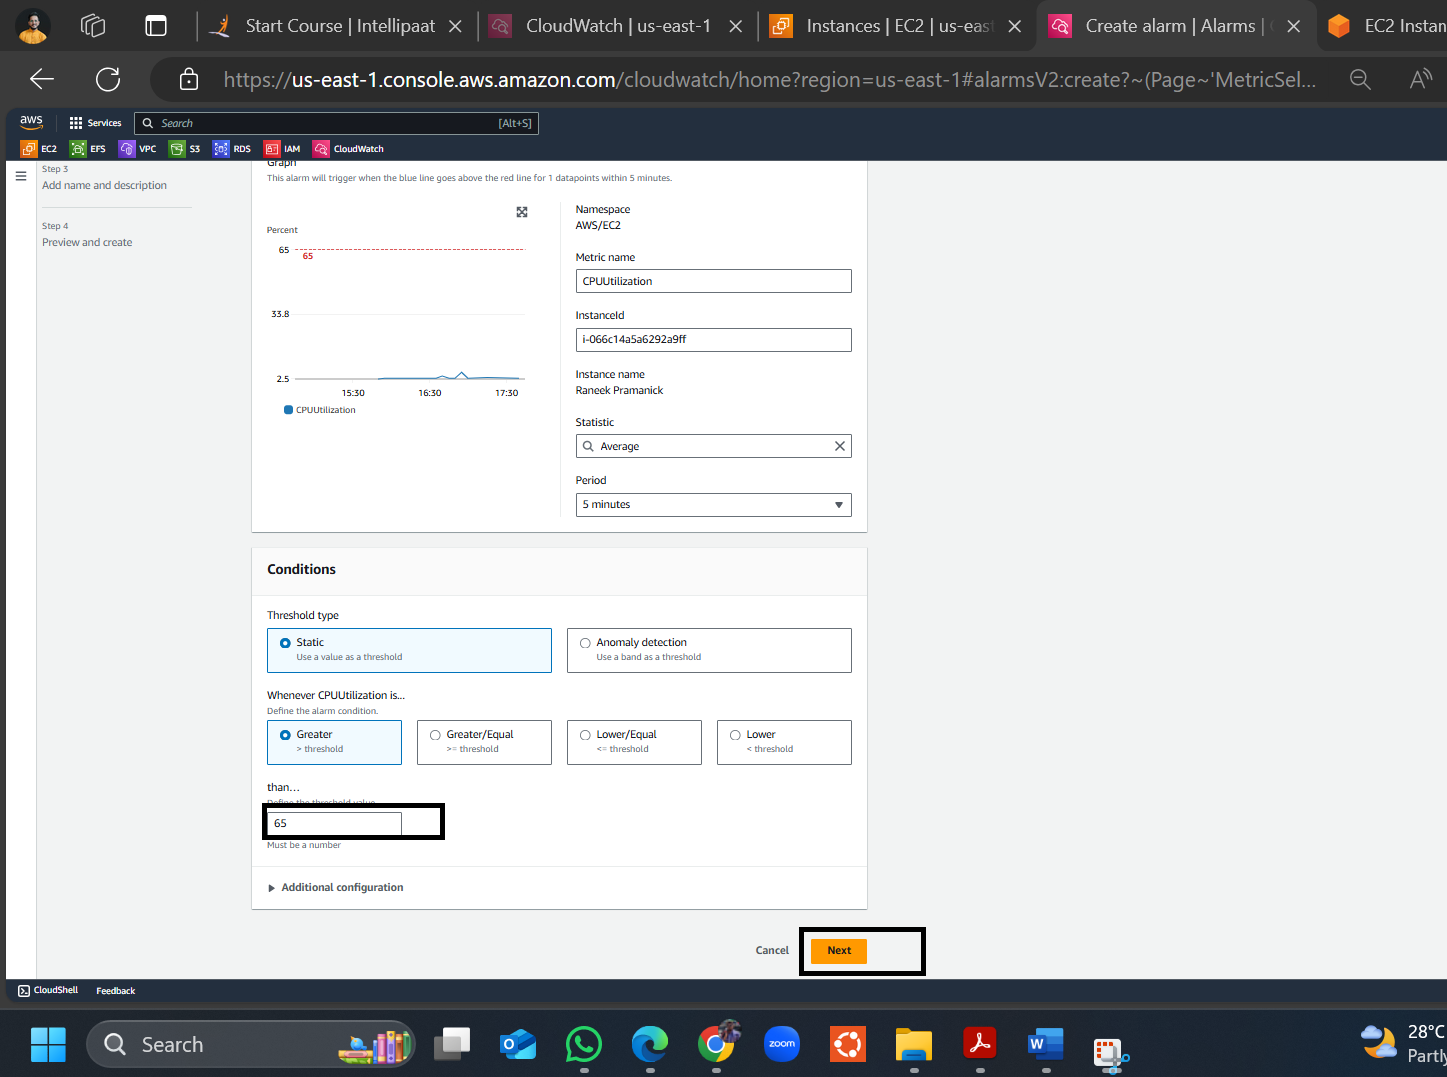 Start Course | Intellipaat
CloudWatch | us-east-1
Instances | EC2 | us-east
Create alarm | Alarms |
EC2 Instan
https://us-east-1.console.aws.amazon.com/cloudwatch/home?region=us-east-1#alarmsV2:create?~(Page~'MetricSel...
aws
Services
Search
[Alt+S]
EC2
EFS
VPC
S3
RDS
IAM
CloudWatch
Step 3
Add name and description
Step 4
Preview and create
Graph
This alarm will trigger when the blue line goes above the red line for 1 datapoints within 5 minutes.
Percent
65
65
33.8
2.5
15:30
16:30
17:30
CPUUtilization
Namespace
AWS/EC2
Metric name
CPUUtilization
InstanceId
i-066c14a5a6292a9ff
Instance name
Raneek Pramanick
Statistic
Average
Period
5 minutes
Conditions
Threshold type
Static
Use a value as a threshold
Anomaly detection
Use a band as a threshold
Whenever CPUUtilization is...
Define the alarm condition.
Greater
> threshold
Greater/Equal
>= threshold
Lower/Equal
<= threshold
Lower
< threshold
than...
Define the threshold value.
65
Must be a number
Additional configuration
Cancel
Next
CloudShell
Feedback
Search
zoom
28°C
Partly